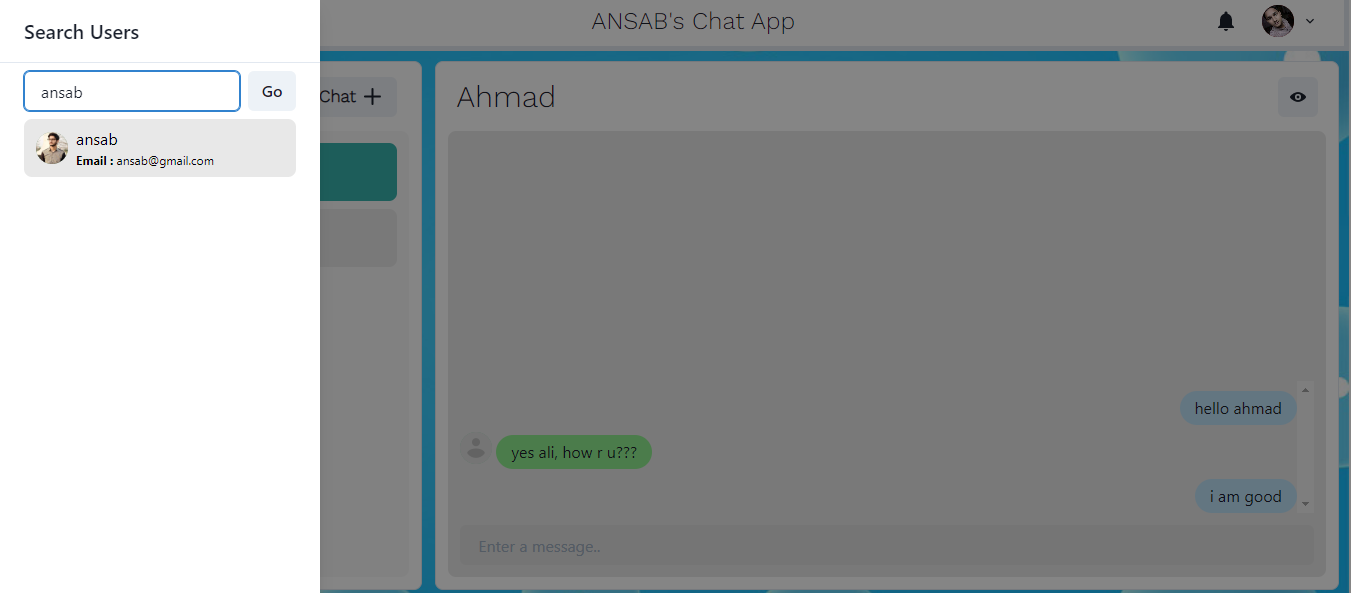 Search Users
ansab
Go
ansab
Email : ansab@gmail.com
ANSAB's Chat App
Chat +
Ahmad
hello ahmad
yes ali, how r u???
i am good
Enter a message..